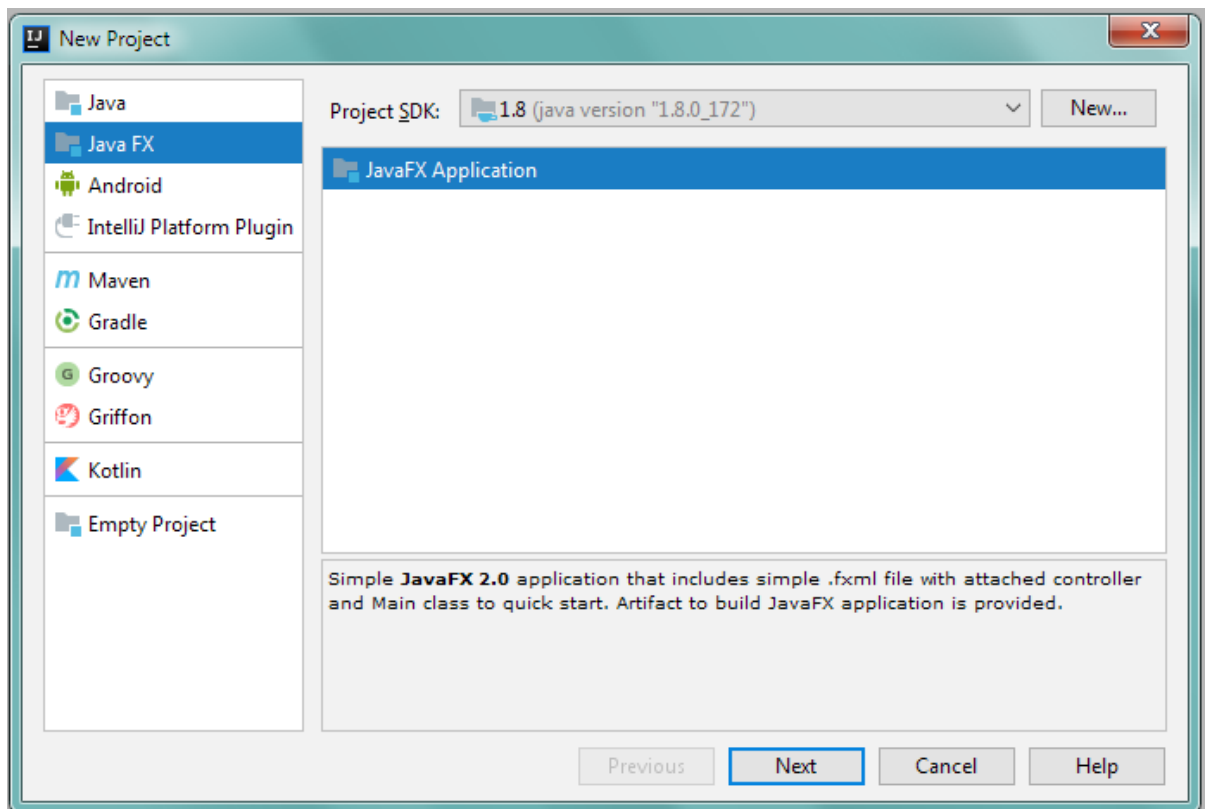 New Project
Java
Java FX
Android
IntelliJ Platform Plugin
Maven
Gradle
Groovy
Griffon
Kotlin
Empty Project
Project SDK: 1.8 (java version "1.8.0_172") New...
JavaFX Application
Simple JavaFX 2.0 application that includes simple .fxml file with attached controller
and Main class to quick start. Artifact to build JavaFX application is provided.
Previous Next Cancel Help